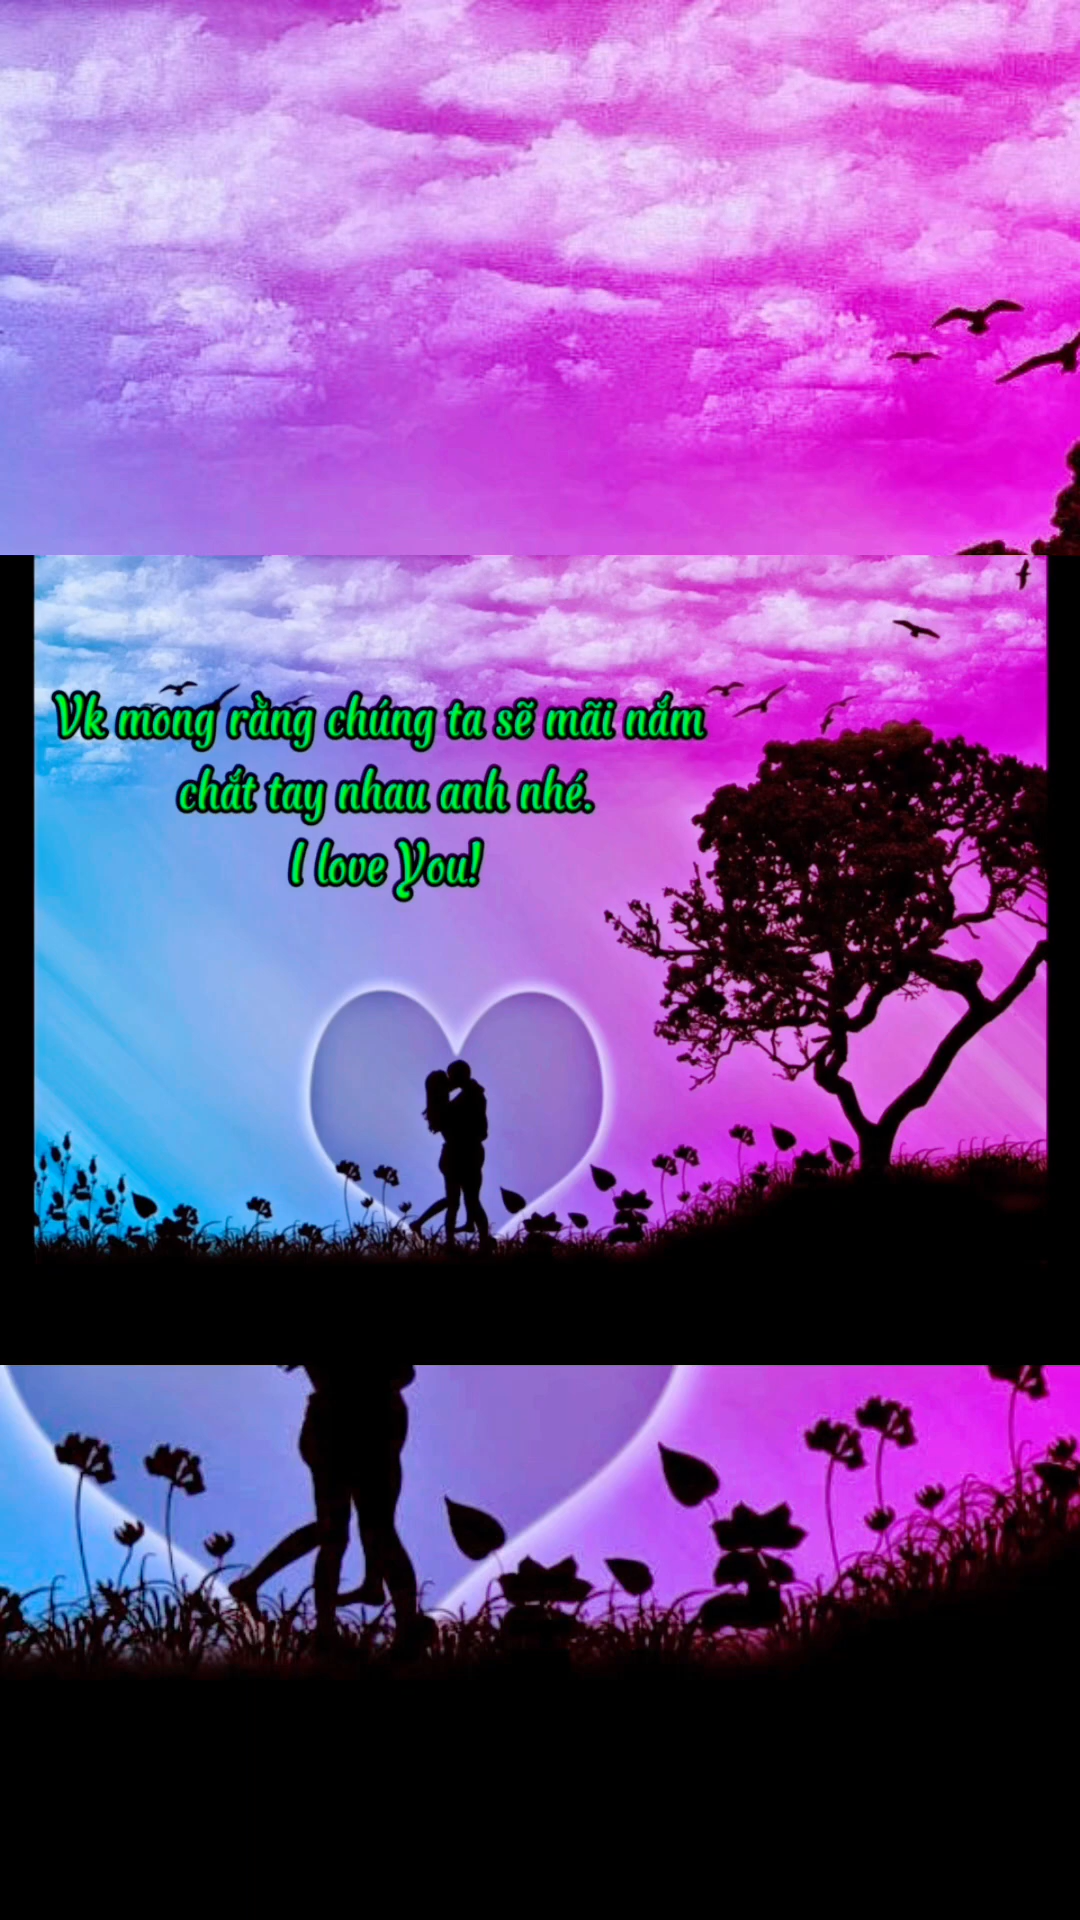 Vk mong rằng chúng ta sẽ mãi nắm
chắt tay nhau anh nhé.
I love You!